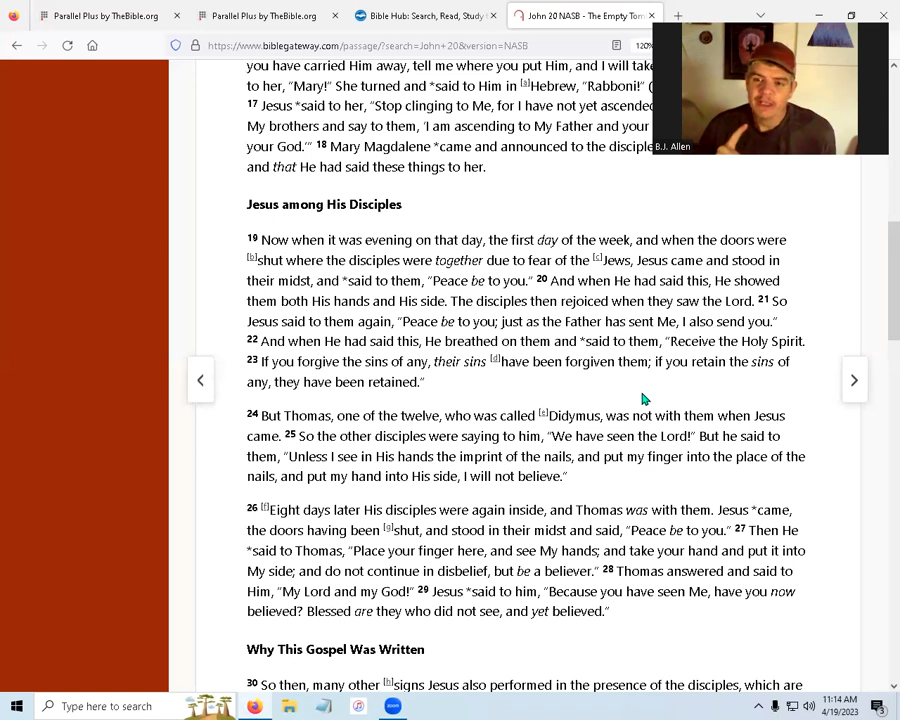 Parallel Plus by TheBible.org
Parallel Plus by TheBible.org
Bible Hub: Search, Read, Study t
John 20 NASB - The Empty Tom
https://www.biblegateway.com/passage/?search=John+20&version=NASB
120%
you have carried Him away, tell me where you put Him, and I will take
to her, “Mary!” She turned and *said to Him in [a]Hebrew, “Rabboni!” (
17 Jesus *said to her, “Stop clinging to Me, for I have not yet ascended
My brothers and say to them, ‘I am ascending to My Father and your
your God.’” 18 Mary Magdalene *came and announced to the disciple
and that He had said these things to her.
B.J. Allen
Jesus among His Disciples
19 Now when it was evening on that day, the first day of the week, and when the doors were
[b]shut where the disciples were together due to fear of the [c]Jews, Jesus came and stood in
their midst, and *said to them, “Peace be to you.” 20 And when He had said this, He showed
them both His hands and His side. The disciples then rejoiced when they saw the Lord. 21 So
Jesus said to them again, “Peace be to you; just as the Father has sent Me, I also send you.”
22 And when He had said this, He breathed on them and *said to them, “Receive the Holy Spirit.
23 If you forgive the sins of any, their sins [d]have been forgiven them; if you retain the sins of
any, they have been retained.”
24 But Thomas, one of the twelve, who was called [e]Didymus, was not with them when Jesus
came. 25 So the other disciples were saying to him, “We have seen the Lord!” But he said to
them, “Unless I see in His hands the imprint of the nails, and put my finger into the place of the
nails, and put my hand into His side, I will not believe.”
26 [f]Eight days later His disciples were again inside, and Thomas was with them. Jesus *came,
the doors having been [g]shut, and stood in their midst and said, “Peace be to you.” 27 Then He
*said to Thomas, “Place your finger here, and see My hands; and take your hand and put it into
My side; and do not continue in disbelief, but be a believer.” 28 Thomas answered and said to
Him, “My Lord and my God!” 29 Jesus *said to him, “Because you have seen Me, have you now
believed? Blessed are they who did not see, and yet believed.”
Why This Gospel Was Written
30 So then, many other [h]signs Jesus also performed in the presence of the disciples, which are
Type here to search
zoom
11:14 AM
4/19/2023
3